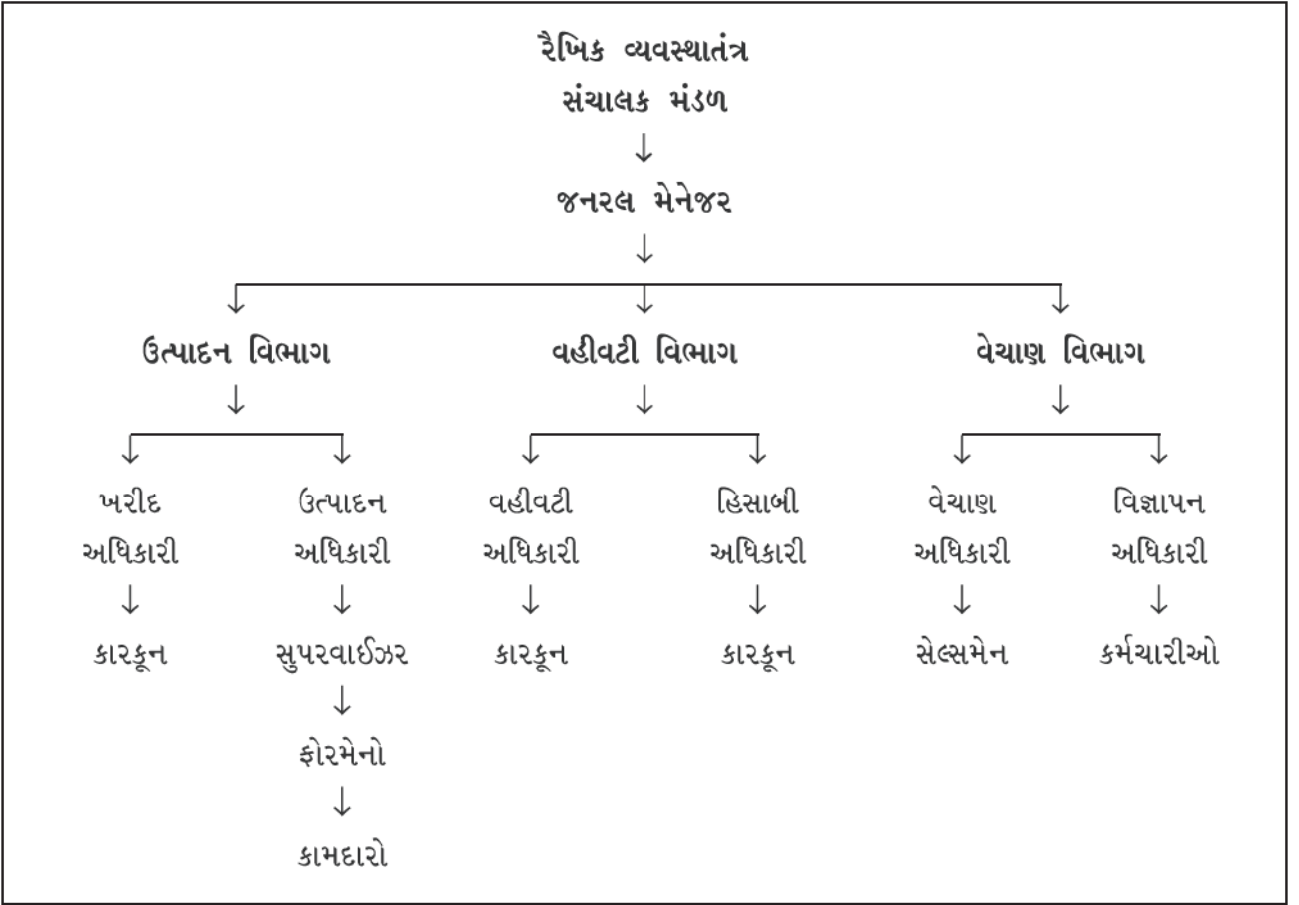 રૈખિક વ્યવસ્થાતંત્ર
સંચાલક મંડળ
↓
જનરલ મેનેજર
↓
↓ ↓ ↓
ઉત્પાદન વિભાગ વહીવટી વિભાગ વેચાણ વિભાગ
↓ ↓ ↓
↓ ↓ ↓ ↓ ↓ ↓
ખરીદ ઉત્પાદન વહીવટી હિસાબી વેચાણ વિજ્ઞાપન
અધિકારી અધિકારી અધિકારી અધિકારી અધિકારી અધિકારી
↓ ↓ ↓ ↓ ↓ ↓
કારકૂન સુપરવાઈઝર કારકૂન કારકૂન સેલ્સમેન કર્મચારીઓ
↓
ફોરમેનો
↓
કામદારો